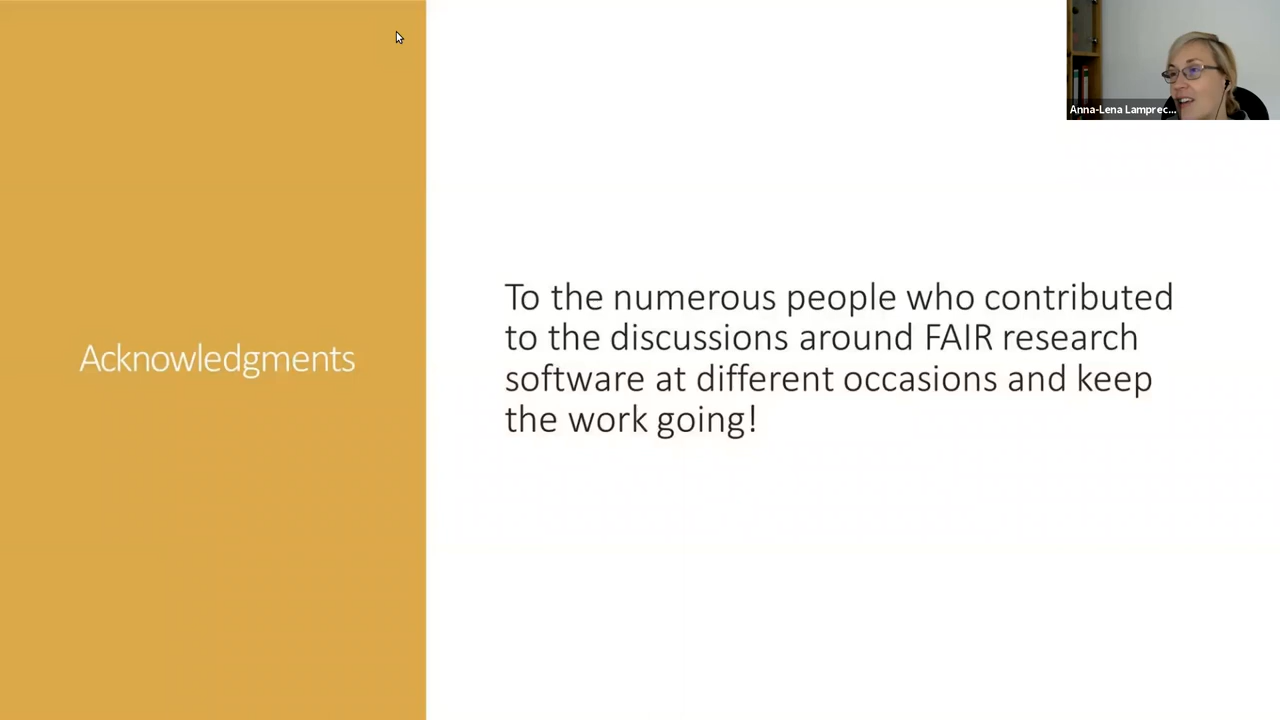 Anna-Lena Lamprec...
Acknowledgments
To the numerous people who contributed
to the discussions around FAIR research
software at different occasions and keep
the work going!